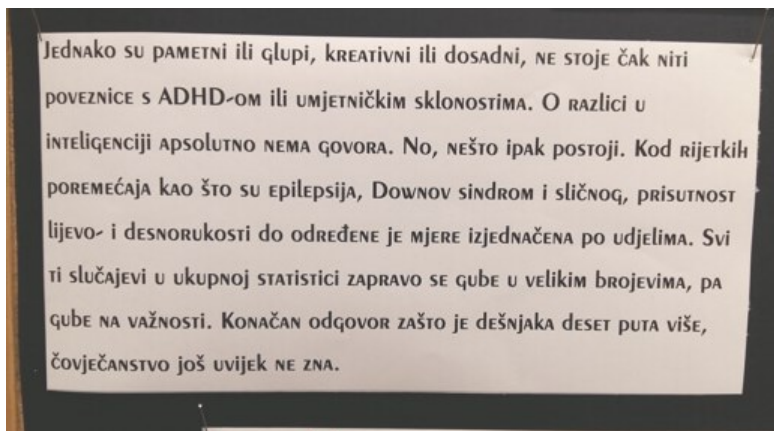 Jednako su pametni ili glupi, kreativni ili dosadni, ne stoje čak niti
poveznice s ADHD-om ili umjetničkim sklonostima. O razlici u
inteligenciji apsolutno nema govora. No, nešto ipak postoji. Kod rijetkih
poremećaja kao što su epilepsija, Downov sindrom i sličnog, prisutnost
lijevo- i desnorukosti do određene je mjere izjednačena po udjelima. Svi
ti slučajevi u ukupnoj statistici zapravo se gube u velikim brojevima, pa
gube na važnosti. Konačan odgovor zašto je dešnjaka deset puta više,
čovječanstvo još uvijek ne zna.